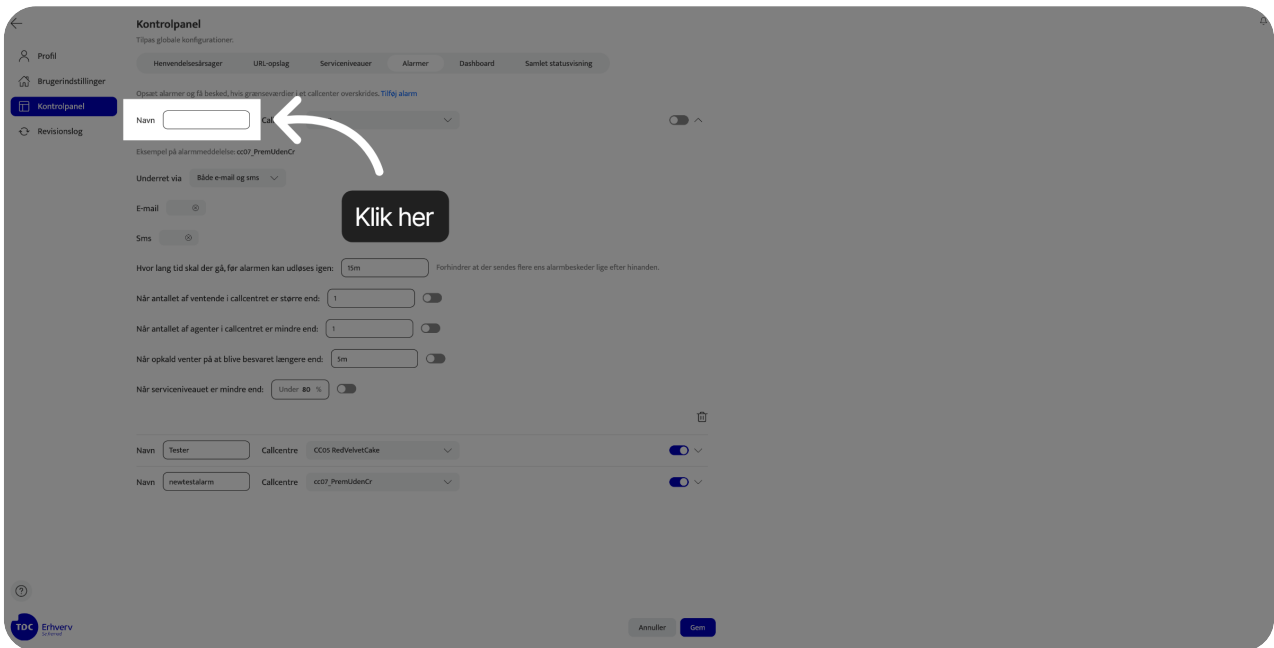 Kontrolpanel
Tilpas globale konfigurationer.
Profil
Brugerindstillinger
Kontrolpanel
Revisionslog
Henvendelsesårsager URL-opslag Serviceniveauer Alarmer Dashboard Samlet statusvisning
Opsæt alarmer og få besked, hvis grænseværdier i et callcenter overskrides. Tilføj alarm
Navn
Eksempel på alarmmeddelelse: cc07_PremUdenCr
Underret via Både e-mail og sms
E-mail
Klik her
Sms
Hvor lang tid skal der gå, før alarmen kan udløses igen: 15m Forhindrer at der sendes flere ens alarmbeskeder lige efter hinanden.
Når antallet af ventende i callcentret er større end: 1
Når antallet af agenter i callcentret er mindre end: 1
Når opkald venter på at blive besvaret længere end: 5m
Når serviceniveauet er mindre end: Under 80 %
Navn Tester Callcentre CC05 RedVelvetCake
Navn newtestalarm Callcentre cc07_PremUdenCr
?
TDC Erhverv
Annuller Gem